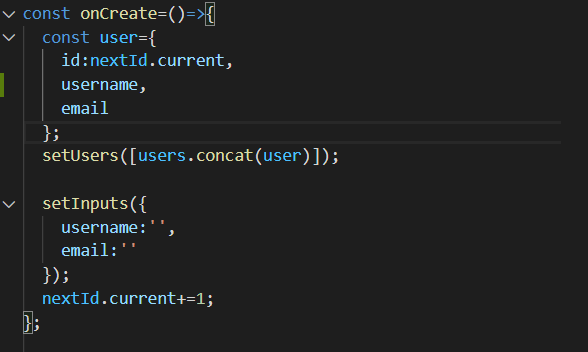 const onCreate=()=>{
const user={
id:nextId.current,
username,
email
};
setUsers([users.concat(user)]);
setInputs({
username:'',
email:''
});
nextId.current+=1;
};